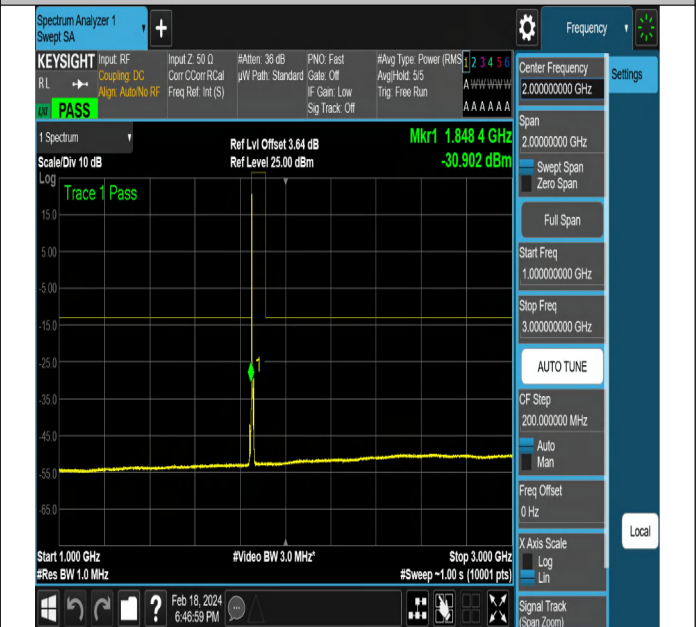 Spectrum Analyzer 1
Swept SA
+
Frequency
KEYSIGHT
RL
PASS
Input: RF
Coupling: DC
Align: Auto/No RF
Input Z: 50 Ω
Corr CCorr RCal
Freq Ref: Int (S)
#Atten: 36 dB
µW Path: Standard
PNO: Fast
Gate: Off
IF Gain: Low
Sig Track: Off
#Avg Type: Power (RMS
Avg|Hold: 5/5
Trig: Free Run
1 2 3 4 5 6
A W W W W W
A A A A A A
1 Spectrum
Scale/Div 10 dB
Ref Lvl Offset 3.64 dB
Ref Level 25.00 dBm
Mkr1 1.848 4 GHz
-30.902 dBm
Log
Trace 1 Pass
15.0
5.00
-5.00
-15.0
-25.0
-35.0
-45.0
-55.0
-65.0
1
Start 1.000 GHz
#Res BW 1.0 MHz
#Video BW 3.0 MHz*
Stop 3.000 GHz
#Sweep ~1.00 s (10001 pts)
Feb 18, 2024
6:46:59 PM
?
Center Frequency
2.000000000 GHz
Settings
Span
2.00000000 GHz
Swept Span
Zero Span
Full Span
Start Freq
1.000000000 GHz
Stop Freq
3.000000000 GHz
AUTO TUNE
CF Step
200.000000 MHz
Auto
Man
Freq Offset
0 Hz
Local
X Axis Scale
Log
Lin
Signal Track
(Span Zoom)